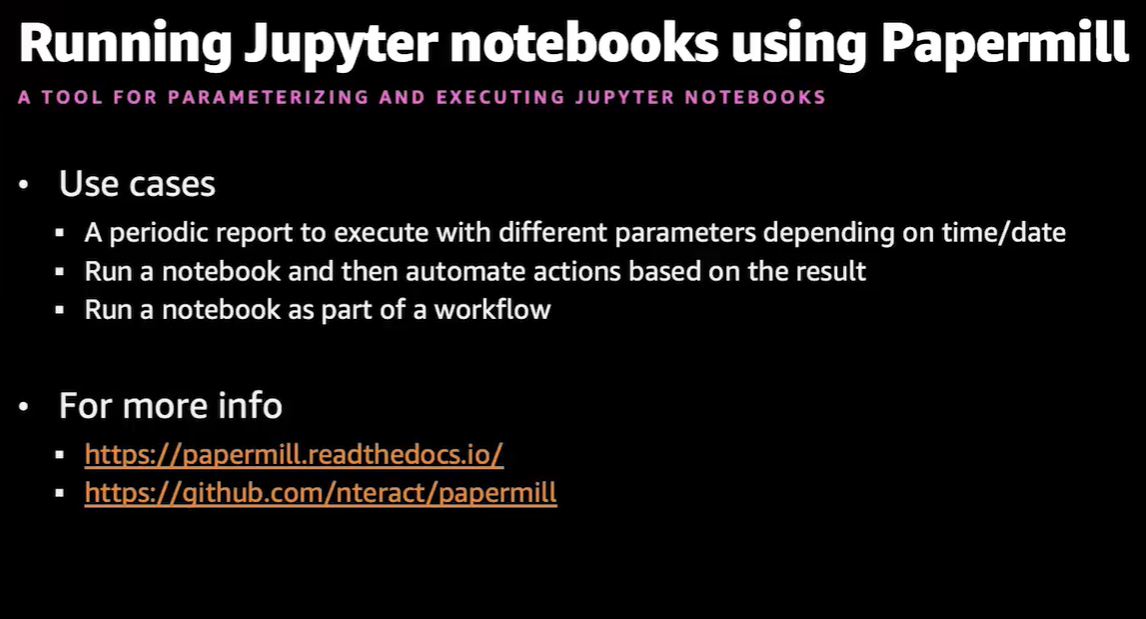 Running Jupyter notebooks using Papermill
A TOOL FOR PARAMETERIZING AND EXECUTING JUPYTER NOTEBOOKS
• Use cases
▪ A periodic report to execute with different parameters depending on time/date
▪ Run a notebook and then automate actions based on the result
▪ Run a notebook as part of a workflow
• For more info
▪ https://papermill.readthedocs.io/
▪ https://github.com/nteract/papermill